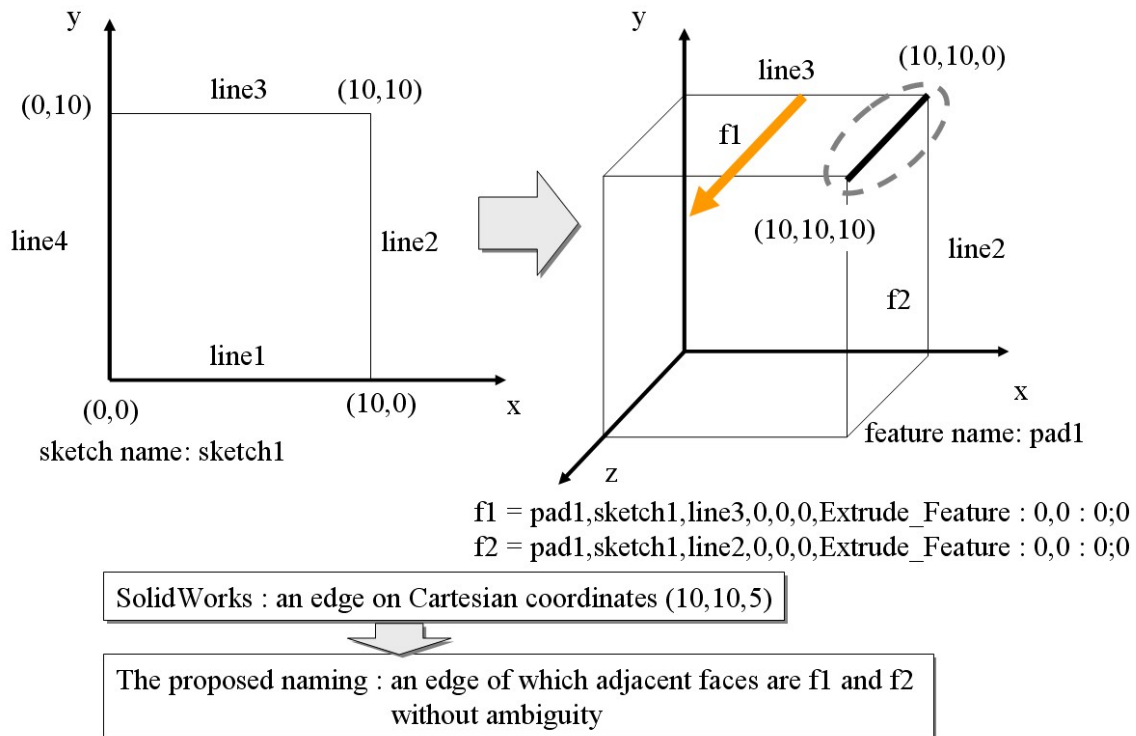 y
line3
(10,10)
(0,10)
line4
line2
line1
x
(0,0)
(10,0)
sketch name: sketch1
y
line3
(10,10,0)
f1
(10,10,10)
line2
f2
x
feature name: pad1
z
f1 = pad1,sketch1,line3,0,0,0,Extrude_Feature : 0,0 : 0;0
f2 = pad1,sketch1,line2,0,0,0,Extrude_Feature : 0,0 : 0;0
SolidWorks : an edge on Cartesian coordinates (10,10,5)
The proposed naming : an edge of which adjacent faces are f1 and f2
without ambiguity